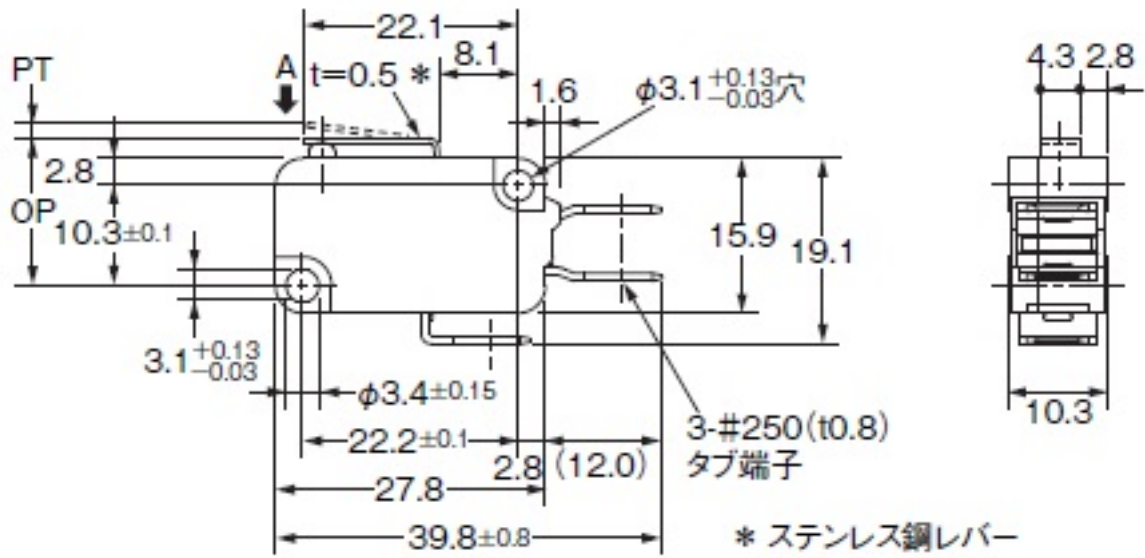 22.1
8.1
4.3
2.8
PT
A
t=0.5 *
1.6
φ3.1 +0.13 -0.03 穴
2.8
OP
10.3±0.1
15.9
19.1
3.1 +0.13 -0.03
φ3.4±0.15
22.2±0.1
2.8
(12.0)
3-#250(t0.8)
タブ端子
10.3
27.8
39.8±0.8
* ステンレス鋼レバー